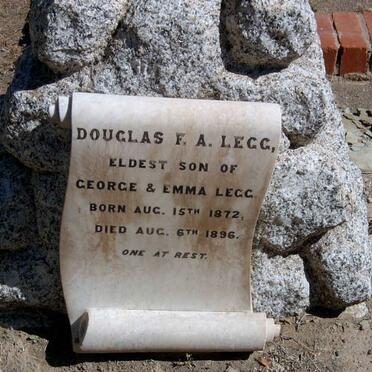 DOUGLAS F. A. LEGG,
ELDEST SON OF
GEORGE & EMMA LEGG.
BORN AUG. 15TH 1872,
DIED AUG. 6TH 1896.
ONE AT REST.